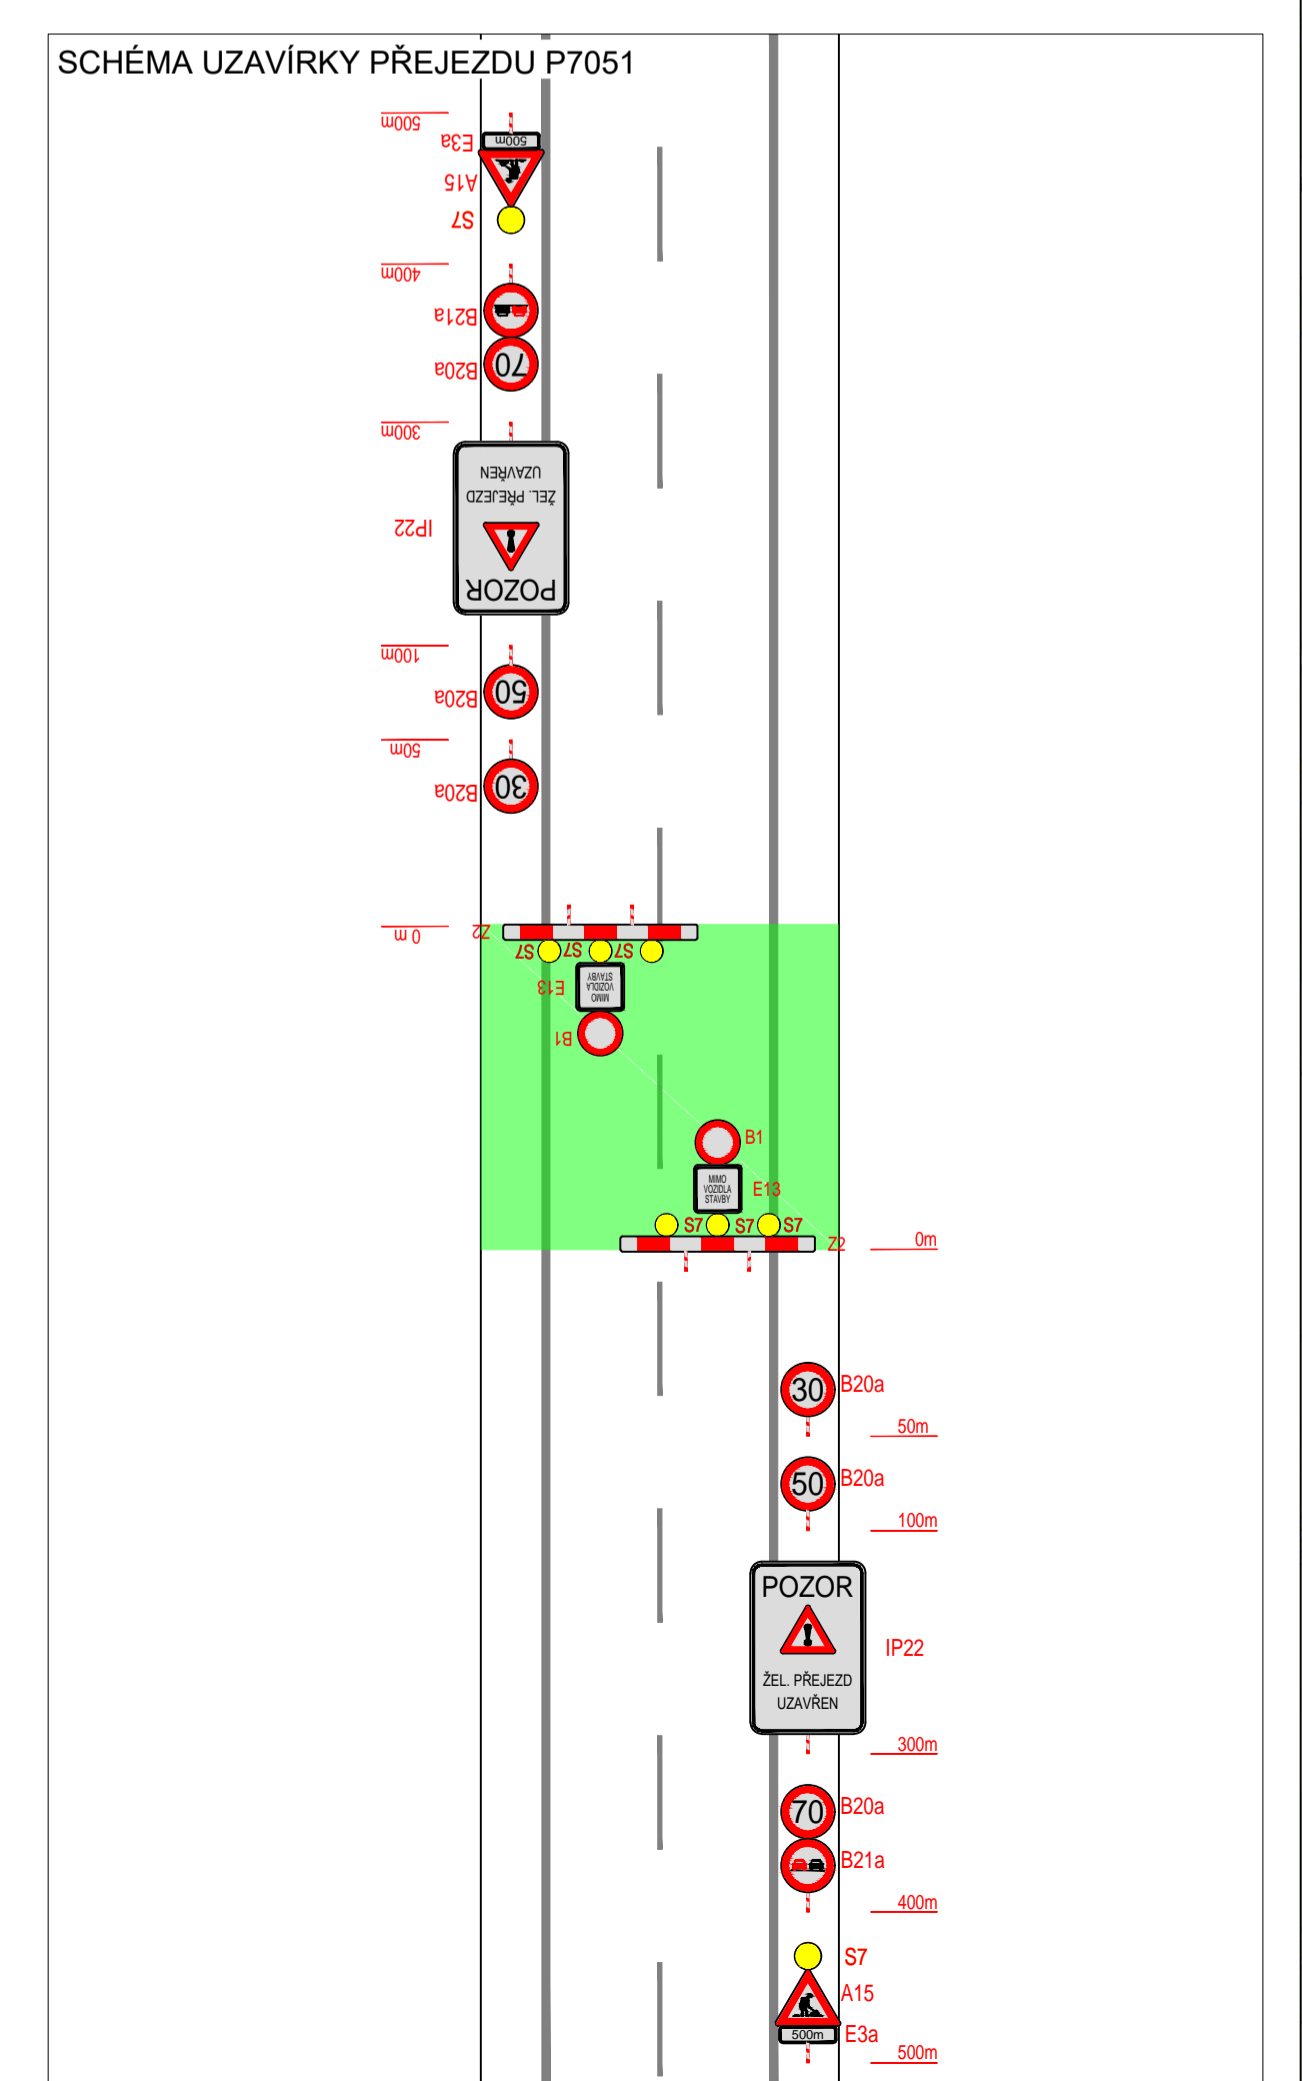 SCHÉMA UZAVÍRKY PŘEJEZDU P7051
500m
E3a
500m
A15
S7
400m
B21a
B20a
70
300m
UZAVŘEN
ŽEL. PŘEJEZD
IP22
POZOR
100m
B20a
50
50m
B20a
30
0 m
Z2
S7 S7 S7
E13
MIMO
VOZIDLA
STAVBY
B1
B1
MIMO
VOZIDLA
STAVBY
E13
S7 S7 S7
Z2
0m
30
B20a
50m
50
B20a
100m
POZOR
ŽEL. PŘEJEZD
UZAVŘEN
IP22
300m
70
B20a
B21a
400m
S7
A15
500m
E3a
500m